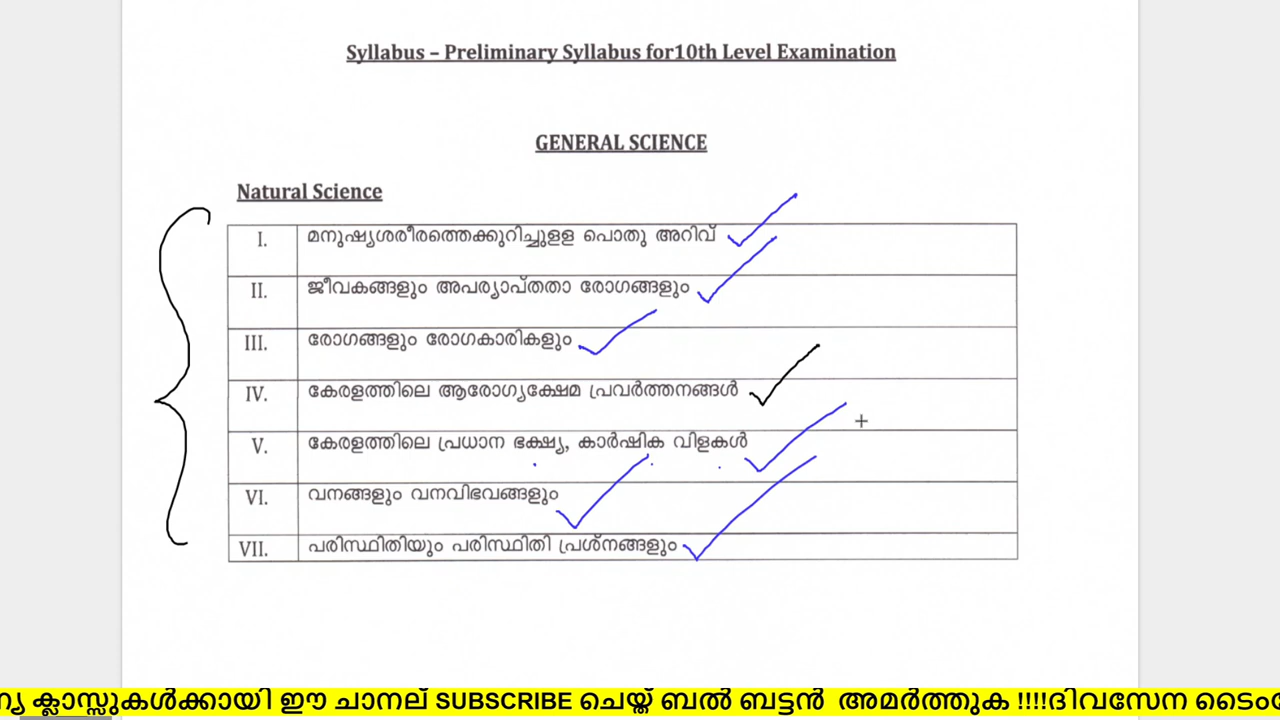 Syllabus – Preliminary Syllabus for10th Level Examination
GENERAL SCIENCE
Natural Science
I. മനുഷ്യശരീരത്തെക്കുറിച്ചുളള പൊതു അറിവ്
II. ജീവകങ്ങളും അപര്യാപ്തതാ രോഗങ്ങളും
III. രോഗങ്ങളും രോഗകാരികളും
IV. കേരളത്തിലെ ആരോഗ്യക്ഷേമ പ്രവർത്തനങ്ങൾ
V. കേരളത്തിലെ പ്രധാന ഭക്ഷ്യ, കാർഷിക വിളകൾ
VI. വനങ്ങളും വനവിഭവങ്ങളും
VII. പരിസ്ഥിതിയും പരിസ്ഥിതി പ്രശ്നങ്ങളും
ക്ലാസ്സുകൾക്കായി ഈ ചാനല് SUBSCRIBE ചെയ്ത് ബൽ ബട്ടൻ അമർത്തുക !!!!ദിവസേന